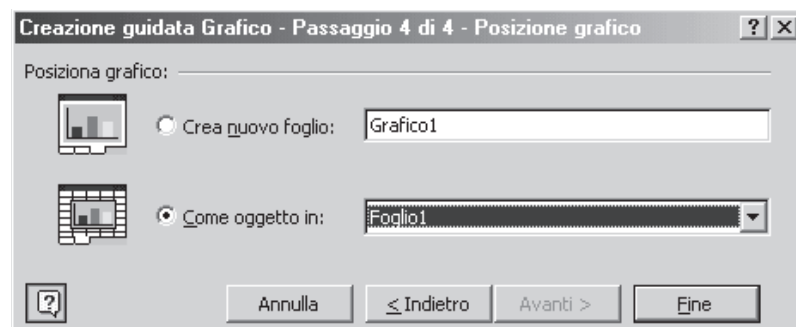 Creazione guidata Grafico - Passaggio 4 di 4 - Posizione grafico ? X
Posiziona grafico:
Crea nuovo foglio: Grafico1
Come oggetto in: Foglio1
? Annulla < Indietro Avanti > Fine